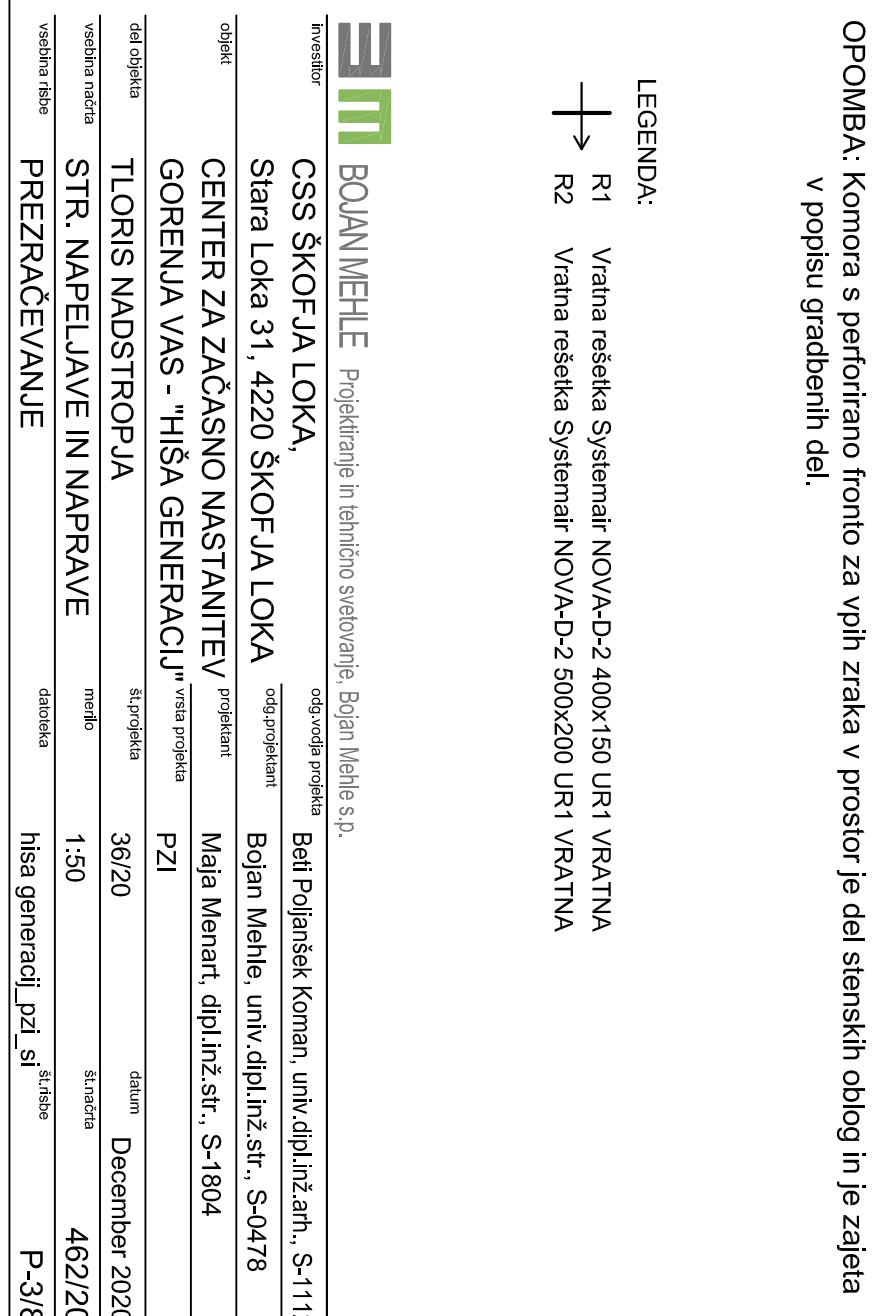 OPOMBA: Komora s perforirano fronto za vpih zraka v prostor je del stenskih oblog in je zajeta
v popisu gradbenih del.
LEGENDA:
R1 Vratna rešetka Systemair NOVA-D-2 400x150 UR1 VRATNA
R2 Vratna rešetka Systemair NOVA-D-2 500x200 UR1 VRATNA
BOJAN MEHLE Projektiranje in tehnično svetovanje, Bojan Mehle s.p.
investitor CSS ŠKOFJA LOKA,
Stara Loka 31, 4220 ŠKOFJA LOKA
odg.vodja projekta Beti Poljanšek Koman, univ.dipl.inž.arh.,
odg.projektant Bojan Mehle, univ.dipl.inž.str., S-0478
objekt CENTER ZA ZAČASNO NASTANITEV
GORENJA VAS - "HIŠA GENERACIJ"
projektant Maja Menart, dipl.inž.str., S-1804
vrsta projekta PZI
del objekta TLORIS NADSTROPJA
št.projekta 36/20
datum December 2020
vsebina načrta STR. NAPELJAVE IN NAPRAVE
merilo 1:50
št.načrta 462/20
vsebina risbe PREZRAČEVANJE
datoteka hisa generacij_pzi_si
št.risbe P-3/8